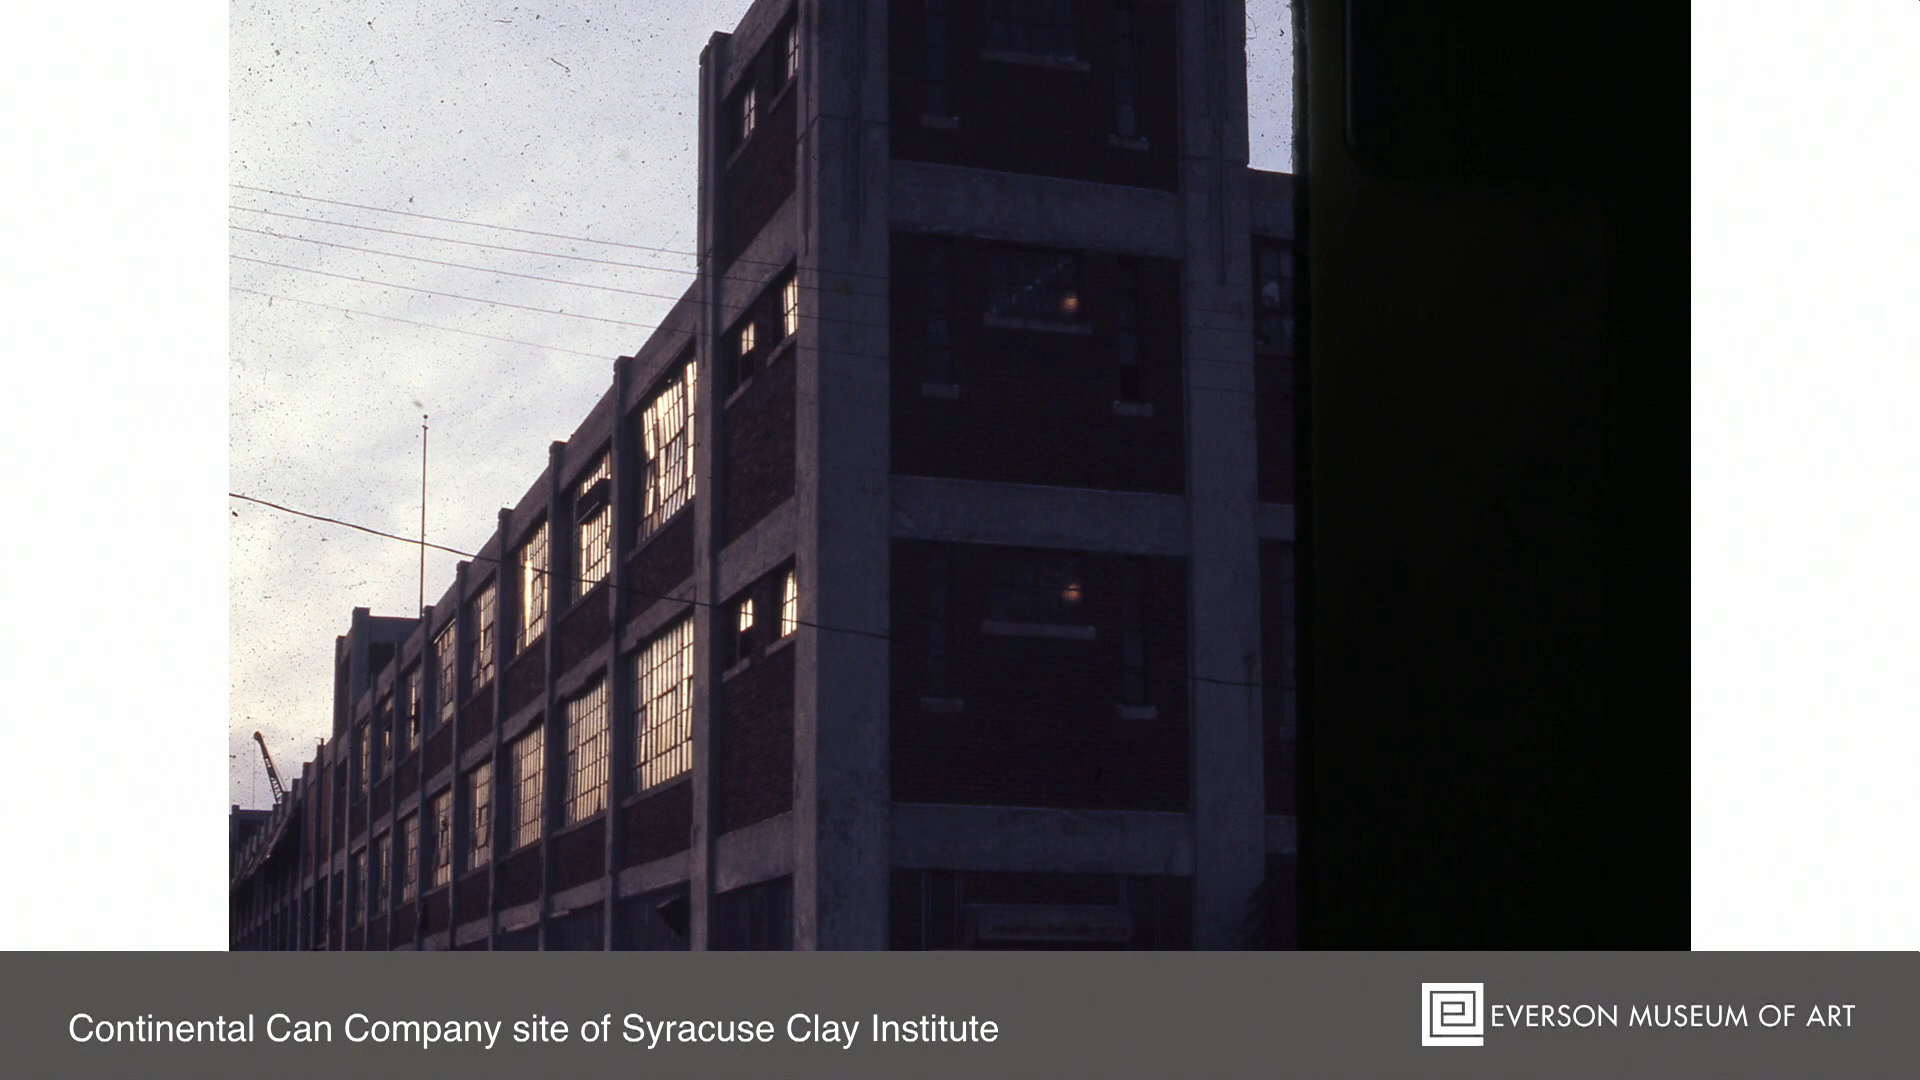 Continental Can Company site of Syracuse Clay Institute
EVERSON MUSEUM OF ART